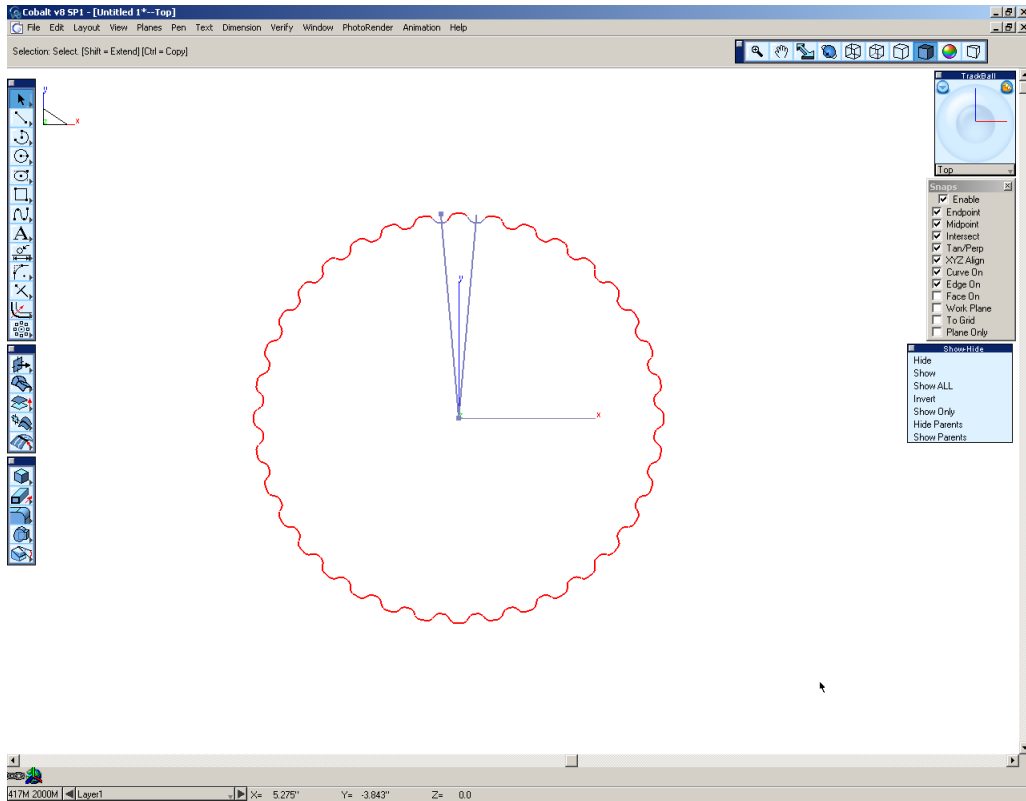 Cobalt v8 SP1 - [Untitled 1*--Top]
File Edit Layout View Planes Pen Text Dimension Verify Window PhotoRender Animation Help
Selection: Select. [Shift = Extend] [Ctrl = Copy]
TrackBall
Top
Snaps
Enable
Endpoint
Midpoint
Intersect
Tan/Perp
XYZ Align
Curve On
Edge On
Face On
Work Plane
To Grid
Plane Only
Show-Hide
Hide
Show
Show ALL
Invert
Show Only
Hide Parents
Show Parents
y
x
y
x
A
417M 2000M Layer1 X= 5.275" Y= -3.843" Z= 0.0